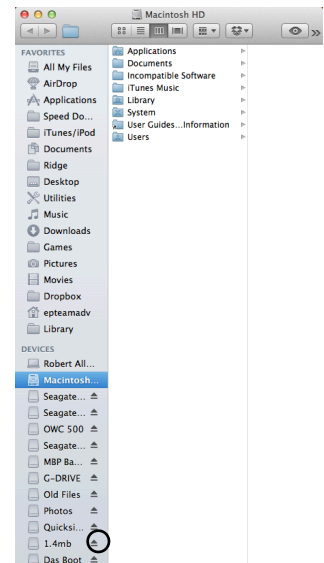 Macintosh HD
FAVORITES
All My Files
AirDrop
Applications
Speed Do...
iTunes/iPod
Documents
Ridge
Desktop
Utilities
Music
Downloads
Games
Pictures
Movies
Dropbox
epteamadv
Library
DEVICES
Robert All...
Macintosh...
Seagate...
Seagate...
OWC 500
Seagate...
MBP Ba...
G-DRIVE
Old Files
Photos
Quicksi...
1.4mb
Das Boot
Applications
Documents
Incompatible Software
iTunes Music
Library
System
User Guides...Information
Users